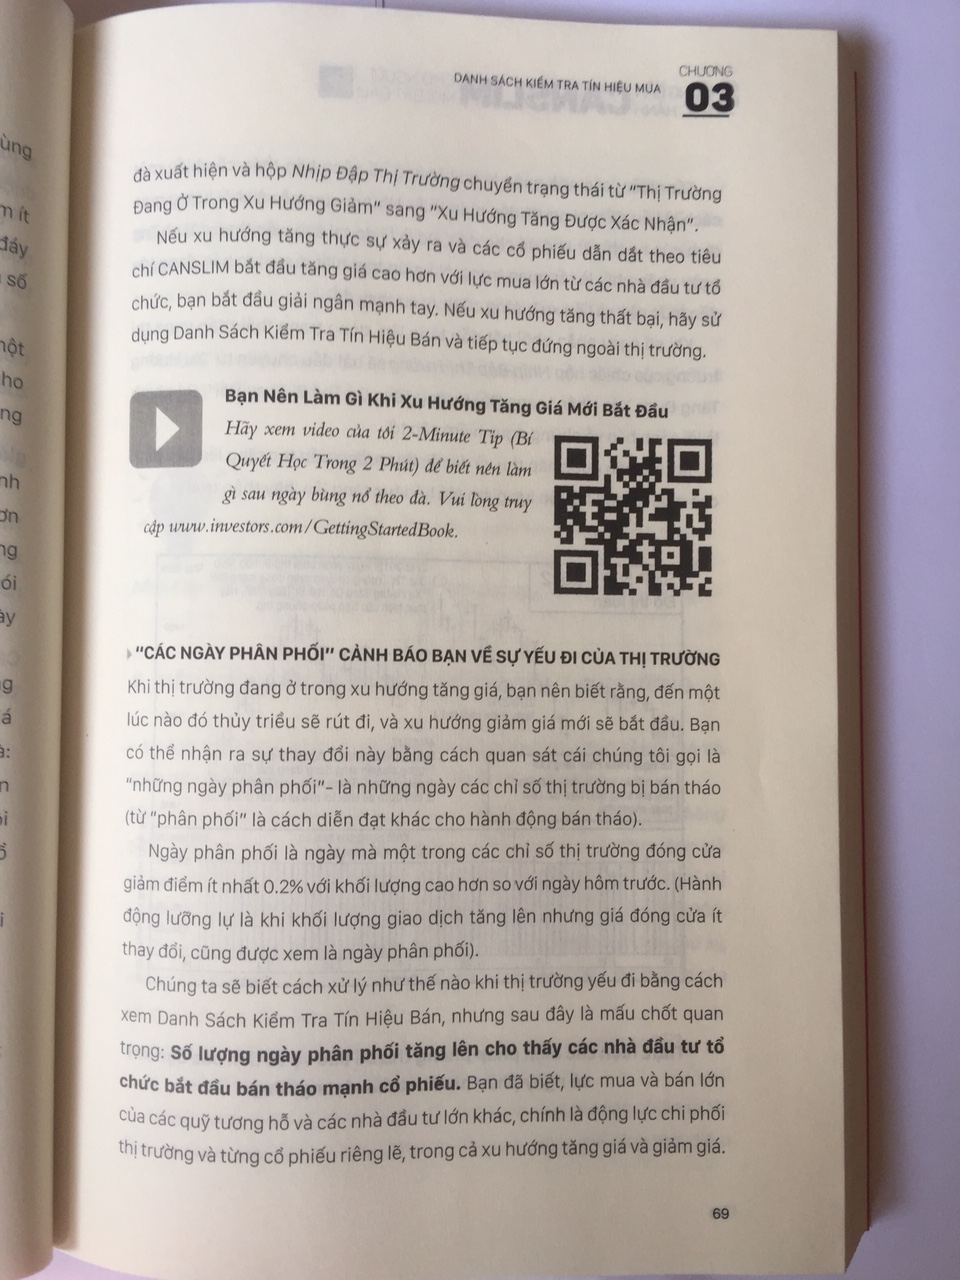 ùng
m ít
đáy
số
một
ho
ng
nh
ơn
ng
ói
ày
ng
á
à:
n
ổ
i
DANH SÁCH KIỂM TRA TÍN HIỆU MUA
CHƯƠNG
03
đà xuất hiện và hộp Nhịp Đập Thị Trường chuyển trạng thái từ "Thị Trường
Đang Ở Trong Xu Hướng Giảm" sang "Xu Hướng Tăng Được Xác Nhận".
Nếu xu hướng tăng thực sự xảy ra và các cổ phiếu dẫn dắt theo tiêu
chí CANSLIM bắt đầu tăng giá cao hơn với lực mua lớn từ các nhà đầu tư tổ
chức, bạn bắt đầu giải ngân mạnh tay. Nếu xu hướng tăng thất bại, hãy sử
dụng Danh Sách Kiểm Tra Tín Hiệu Bán và tiếp tục đứng ngoài thị trường.
Bạn Nên Làm Gì Khi Xu Hướng Tăng Giá Mới Bắt Đầu
Hãy xem video của tôi 2-Minute Tip (Bí
Quyết Học Trong 2 Phút) để biết nên làm
gì sau ngày bùng nổ theo đà. Vui lòng truy
cập www.investors.com/GettingStartedBook.
"CÁC NGÀY PHÂN PHỐI" CẢNH BÁO BẠN VỀ SỰ YẾU ĐI CỦA THỊ TRƯỜNG
Khi thị trường đang ở trong xu hướng tăng giá, bạn nên biết rằng, đến một
lúc nào đó thủy triều sẽ rút đi, và xu hướng giảm giá mới sẽ bắt đầu. Bạn
có thể nhận ra sự thay đổi này bằng cách quan sát cái chúng tôi gọi là
"những ngày phân phối"- là những ngày các chỉ số thị trường bị bán tháo
(từ "phân phối" là cách diễn đạt khác cho hành động bán tháo).
Ngày phân phối là ngày mà một trong các chỉ số thị trường đóng cửa
giảm điểm ít nhất 0.2% với khối lượng cao hơn so với ngày hôm trước. (Hành
động lưỡng lự là khi khối lượng giao dịch tăng lên nhưng giá đóng cửa ít
thay đổi, cũng được xem là ngày phân phối).
Chúng ta sẽ biết cách xử lý như thế nào khi thị trường yếu đi bằng cách
xem Danh Sách Kiểm Tra Tín Hiệu Bán, nhưng sau đây là mấu chốt quan
trọng: Số lượng ngày phân phối tăng lên cho thấy các nhà đầu tư tổ
chức bắt đầu bán tháo mạnh cổ phiếu. Bạn đã biết, lực mua và bán lớn
của các quỹ tương hỗ và các nhà đầu tư lớn khác, chính là động lực chi phối
thị trường và từng cổ phiếu riêng lẽ, trong cả xu hướng tăng giá và giảm giá.
69